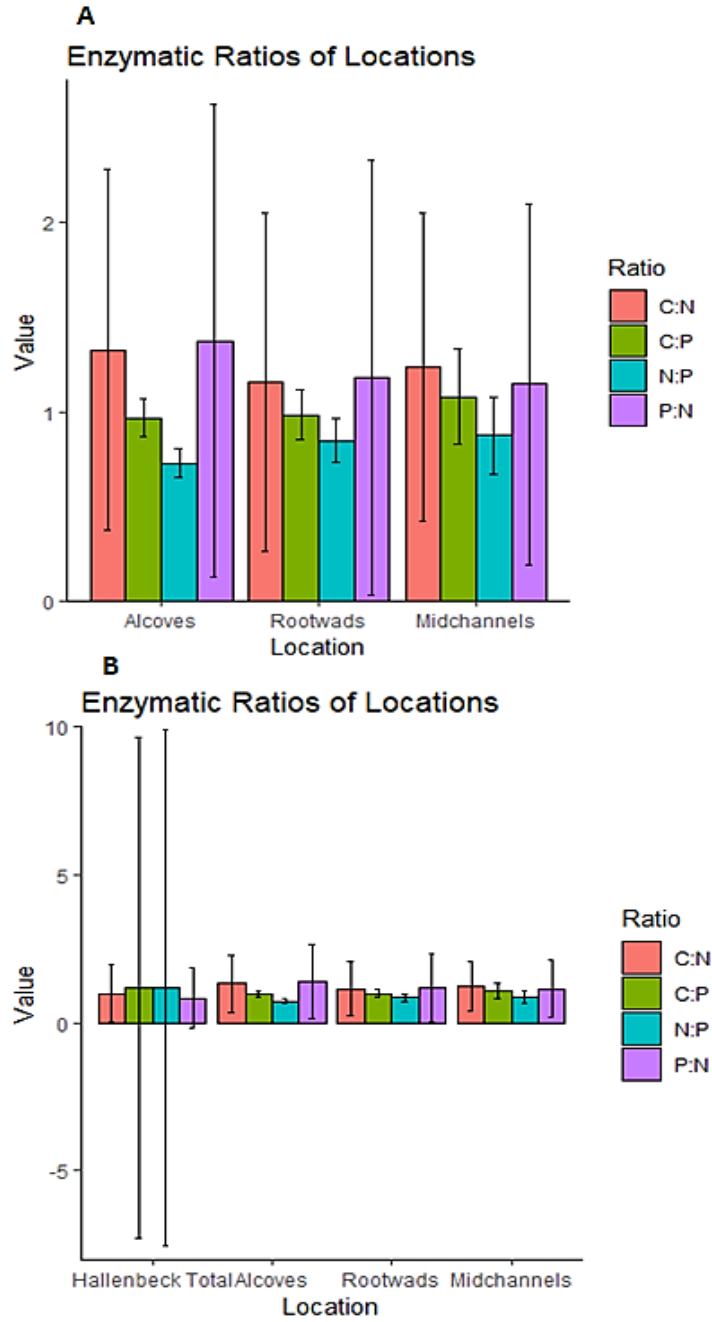 A
Enzymatic Ratios of Locations
2
1
0
Value
Alcoves Rootwads Midchannels
Location
Ratio
C:N
C:P
N:P
P:N
B
Enzymatic Ratios of Locations
10
5
0
-5
Value
Hallenbeck Total Alcoves Rootwads Midchannels
Location
Ratio
C:N
C:P
N:P
P:N